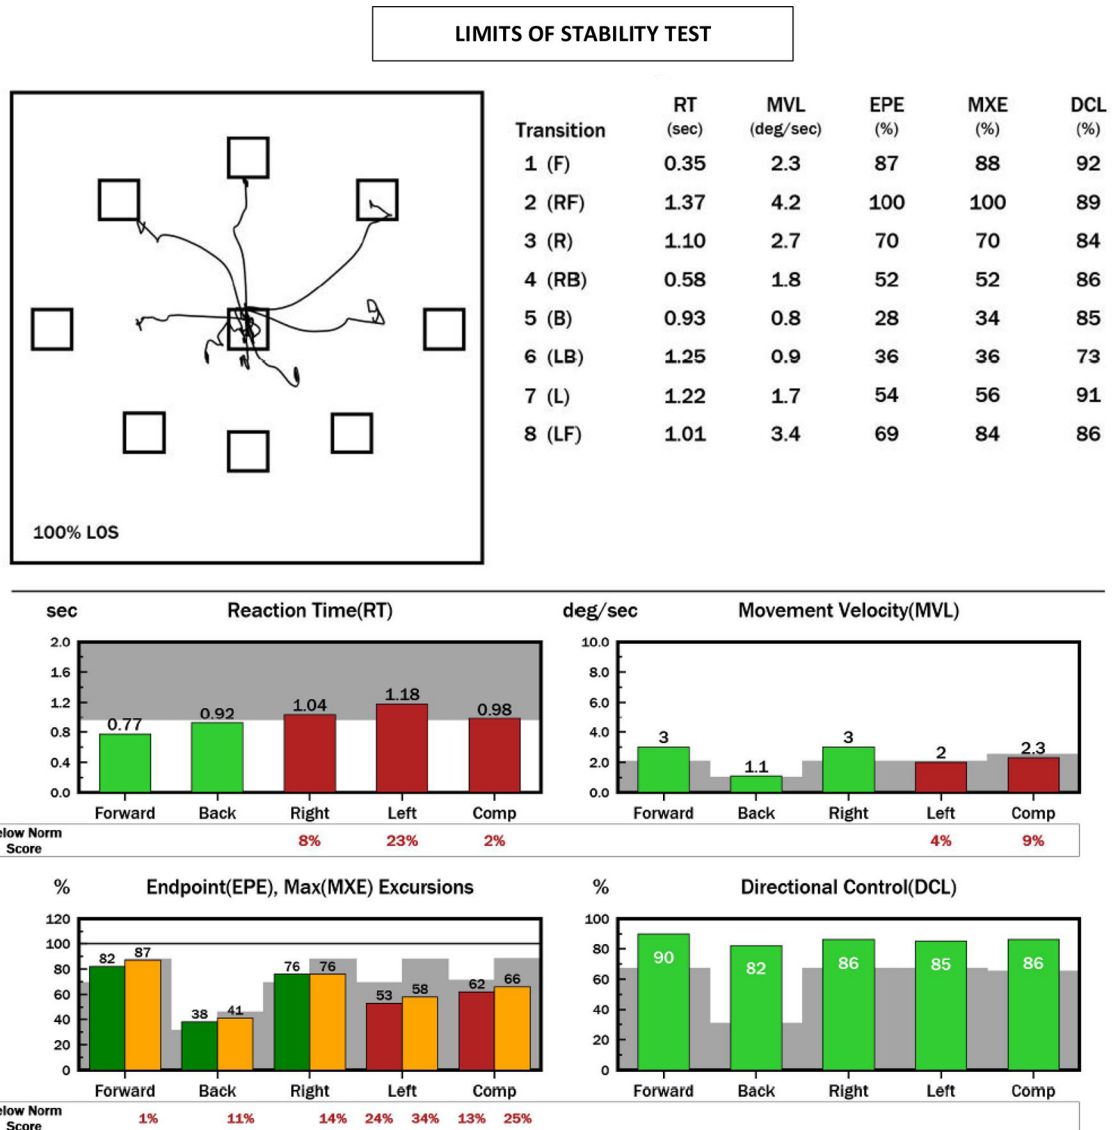 LIMITS OF STABILITY TEST
RT MVL EPE MXE DCL
Transition (sec) (deg/sec) (%) (%) (%)
1 (F) 0.35 2.3 87 88 92
2 (RF) 1.37 4.2 100 100 89
3 (R) 1.10 2.7 70 70 84
4 (RB) 0.58 1.8 52 52 86
5 (B) 0.93 0.8 28 34 85
6 (LB) 1.25 0.9 36 36 73
7 (L) 1.22 1.7 54 56 91
8 (LF) 1.01 3.4 69 84 86
100% LOS
sec Reaction Time(RT)
2.0
1.6
1.2
0.8
0.4
0.0
0.77 0.92 1.04 1.18 0.98
Forward Back Right Left Comp
deg/sec Movement Velocity(MVL)
10.0
8.0
6.0
4.0
2.0
0.0
3 1.1 3 2 2.3
Forward Back Right Left Comp
elow Norm
Score
8% 23% 2% 4% 9%
% Endpoint(EPE), Max(MXE) Excursions
120
100
80
60
40
20
0
82 87 38 41 76 76 53 58 62 66
Forward Back Right Left Comp
% Directional Control(DCL)
100
80
60
40
20
0
90 82 86 85 86
Forward Back Right Left Comp
elow Norm
Score
1% 11% 14% 24% 34% 13% 25%